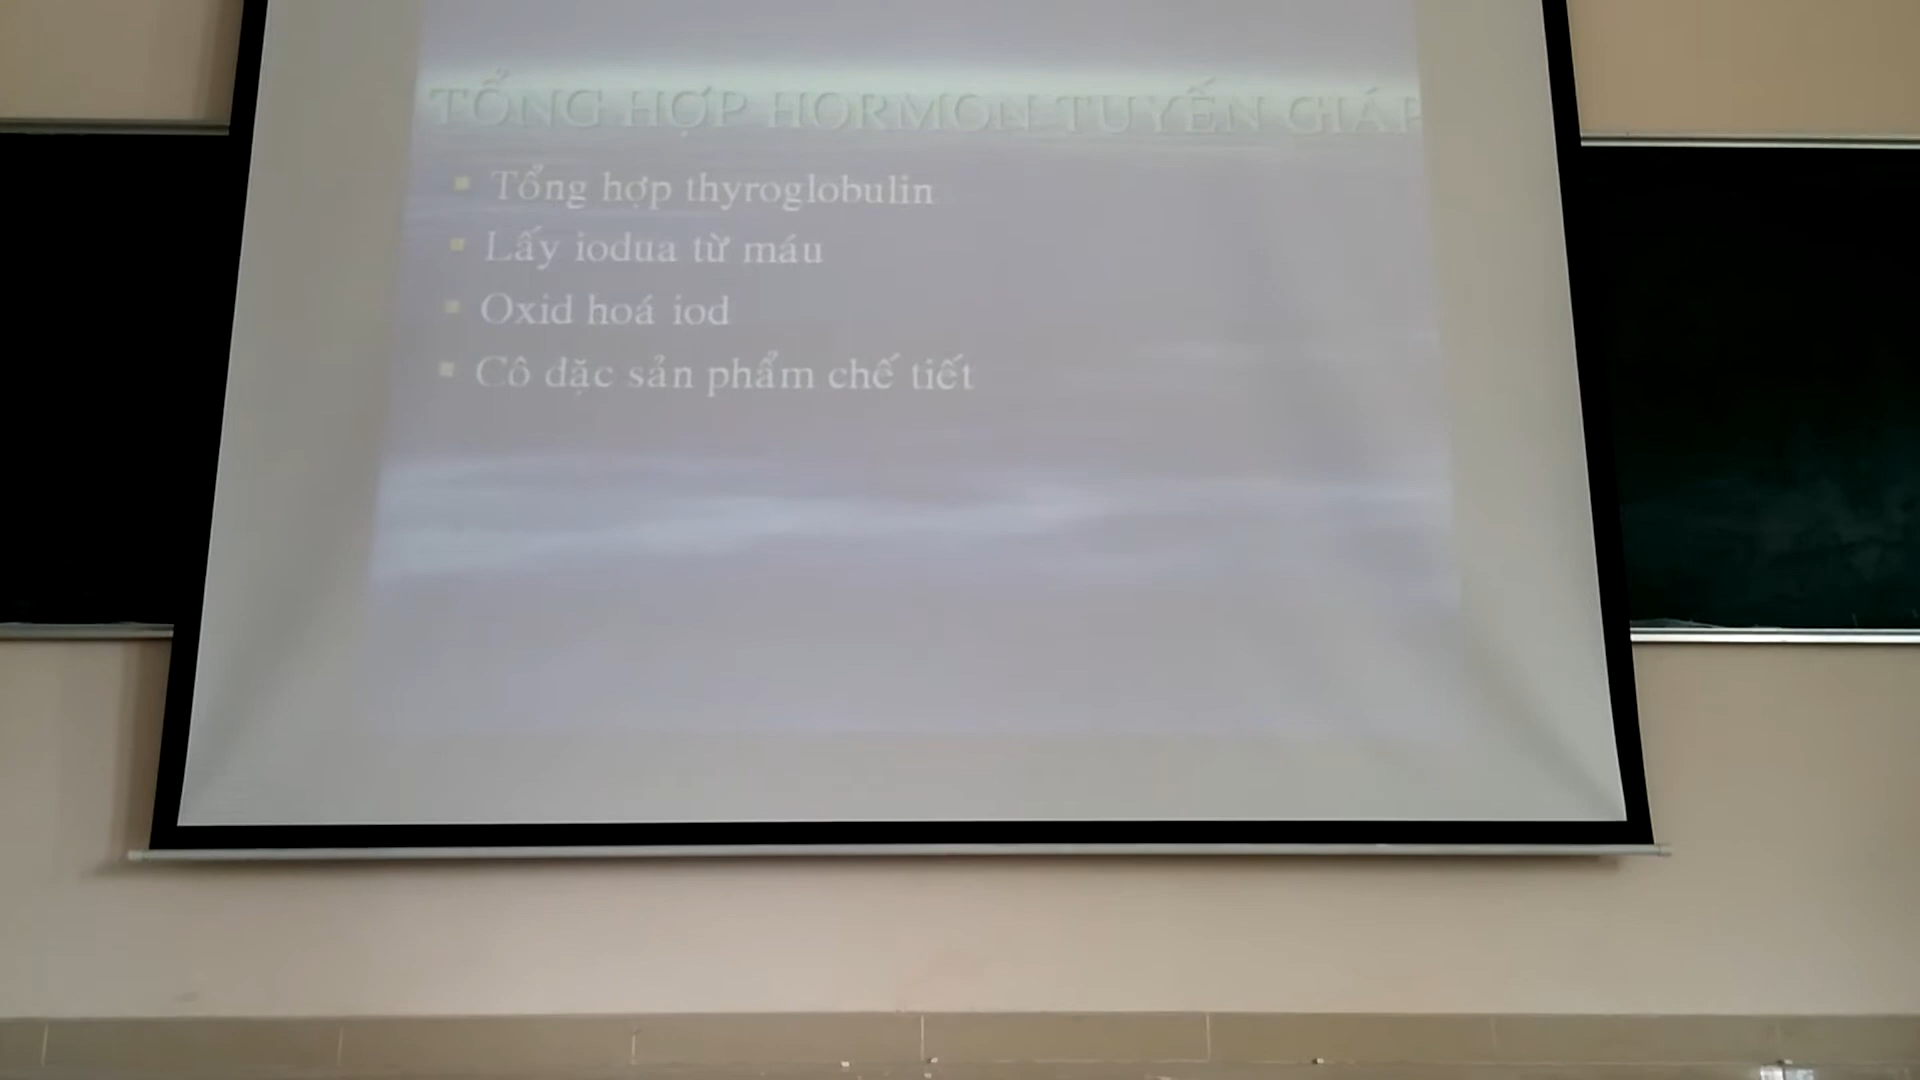 TỔNG HỢP HORMON TUYẾN GIÁP
Tổng hợp thyroglobulin
Lấy iodua từ máu
Oxid hoá iod
Cô đặc sản phẩm chế tiết